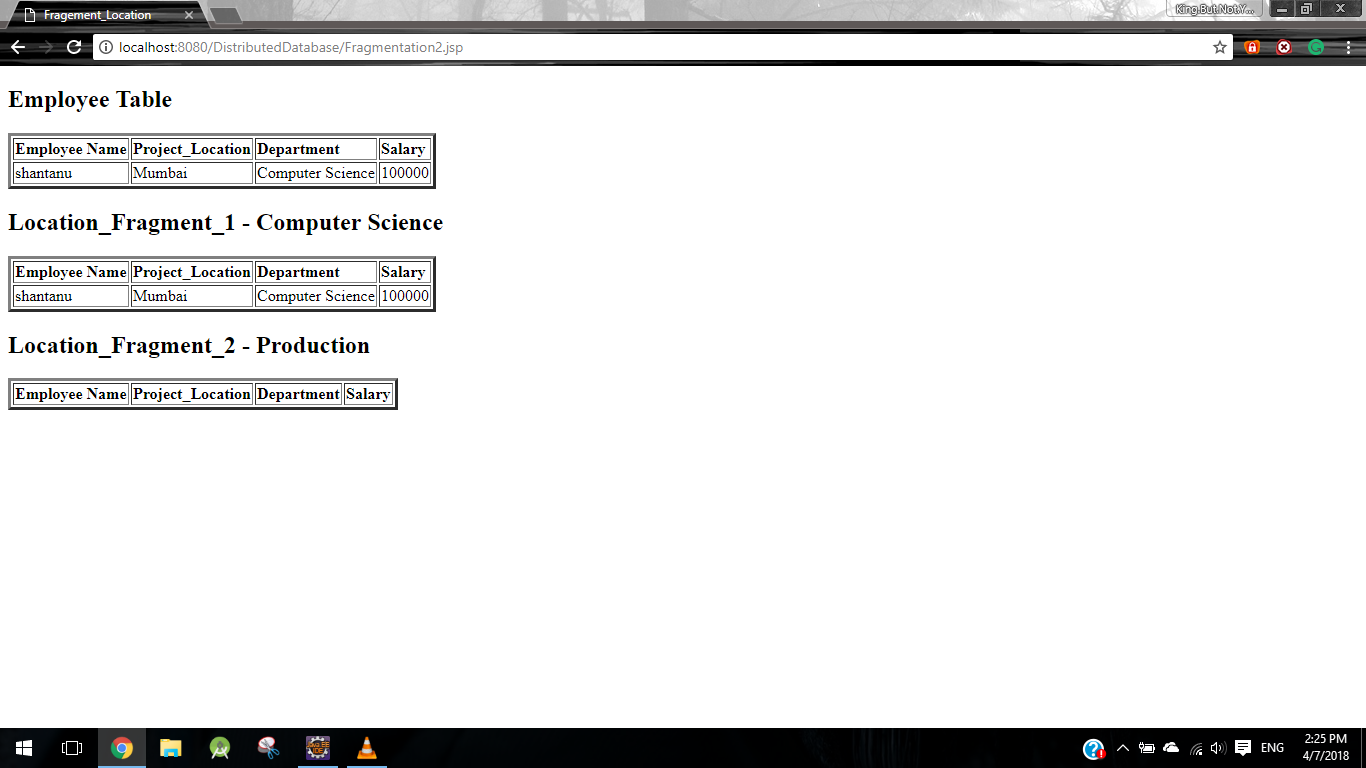 Fragement_Location
King.But.Not.Y...
localhost:8080/DistributedDatabase/Fragmentation2.jsp
Employee Table
Employee Name Project_Location Department Salary
shantanu Mumbai Computer Science 100000
Location_Fragment_1 - Computer Science
Employee Name Project_Location Department Salary
shantanu Mumbai Computer Science 100000
Location_Fragment_2 - Production
Employee Name Project_Location Department Salary
ENG
2:25 PM
4/7/2018